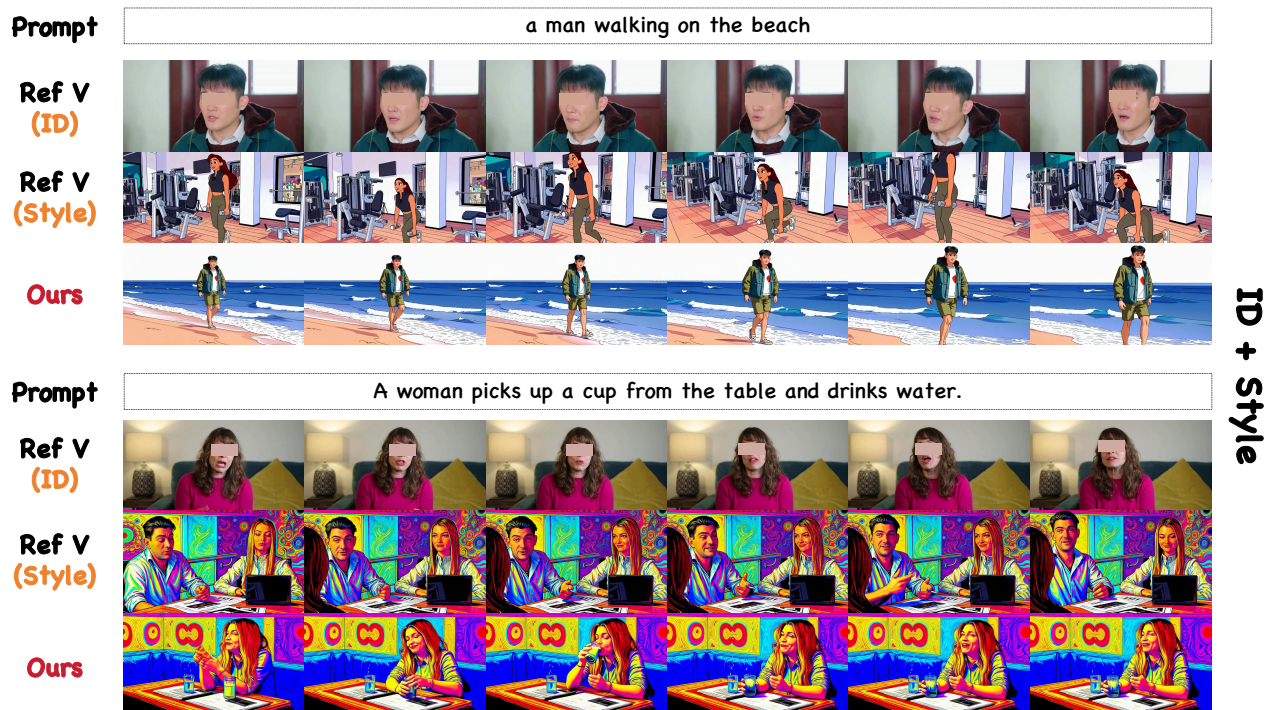 Prompt
a man walking on the beach
Ref V
(ID)
Ref V
(Style)
Ours
Prompt
A woman picks up a cup from the table and drinks water.
Ref V
(ID)
Ref V
(Style)
Ours
ID + Style